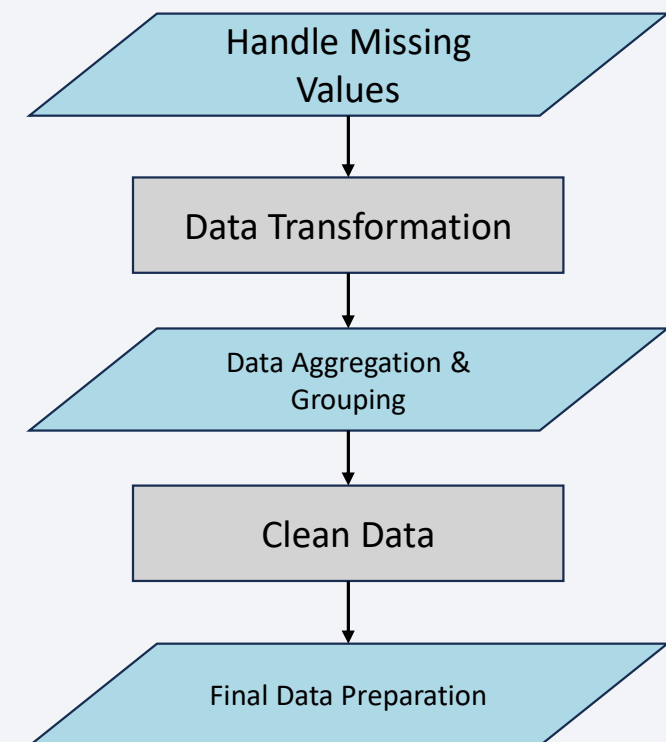 Handle Missing
Values
Data Transformation
Data Aggregation &
Grouping
Clean Data
Final Data Preparation